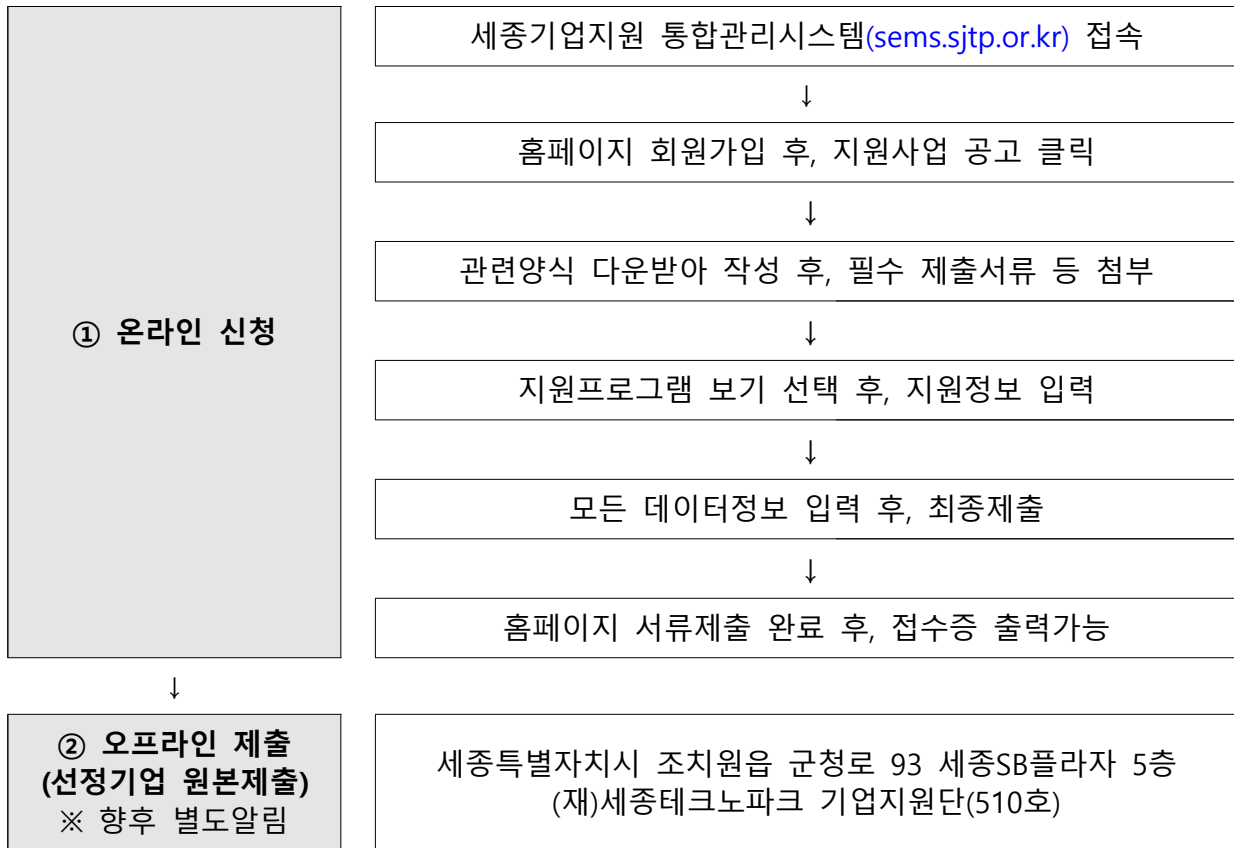 ① 온라인 신청
세종기업지원 통합관리시스템(sems.sjtp.or.kr) 접속
↓
홈페이지 회원가입 후, 지원사업 공고 클릭
↓
관련양식 다운받아 작성 후, 필수 제출서류 등 첨부
↓
지원프로그램 보기 선택 후, 지원정보 입력
↓
모든 데이터정보 입력 후, 최종제출
↓
홈페이지 서류제출 완료 후, 접수증 출력가능
↓
② 오프라인 제출
(선정기업 원본제출)
※ 향후 별도알림
세종특별자치시 조치원읍 군청로 93 세종SB플라자 5층
(재)세종테크노파크 기업지원단(510호)